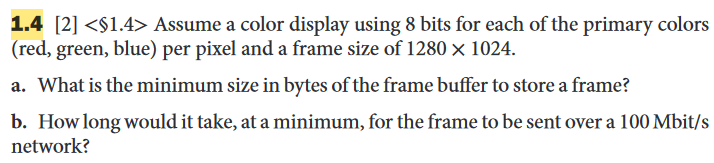 1.4 [2] <§1.4> Assume a color display using 8 bits for each of the primary colors
(red, green, blue) per pixel and a frame size of 1280 × 1024.
a. What is the minimum size in bytes of the frame buffer to store a frame?
b. How long would it take, at a minimum, for the frame to be sent over a 100 Mbit/s
network?